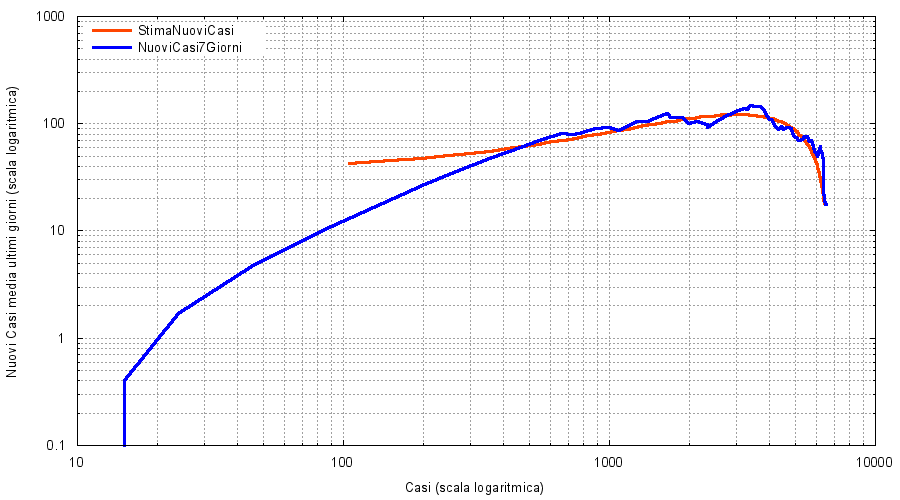 1000
StimaNuoviCasi
NuoviCasi7Giorni
100
10
1
0.1
Nuovi Casi media ultimi giorni (scala logaritmica)
10
100
1000
10000
Casi (scala logaritmica)